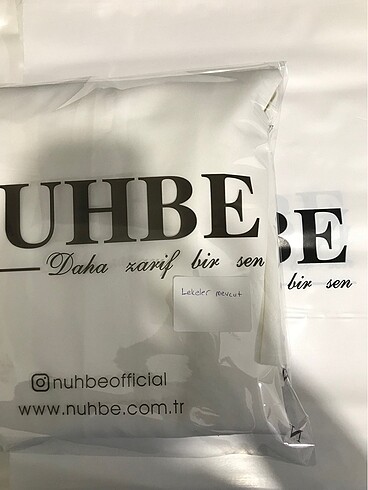 UHBE
Daha zarif bir sen
BE
bir sen
Lekeler mevcut
nuhbeofficial
www.nuhbe.com.tr